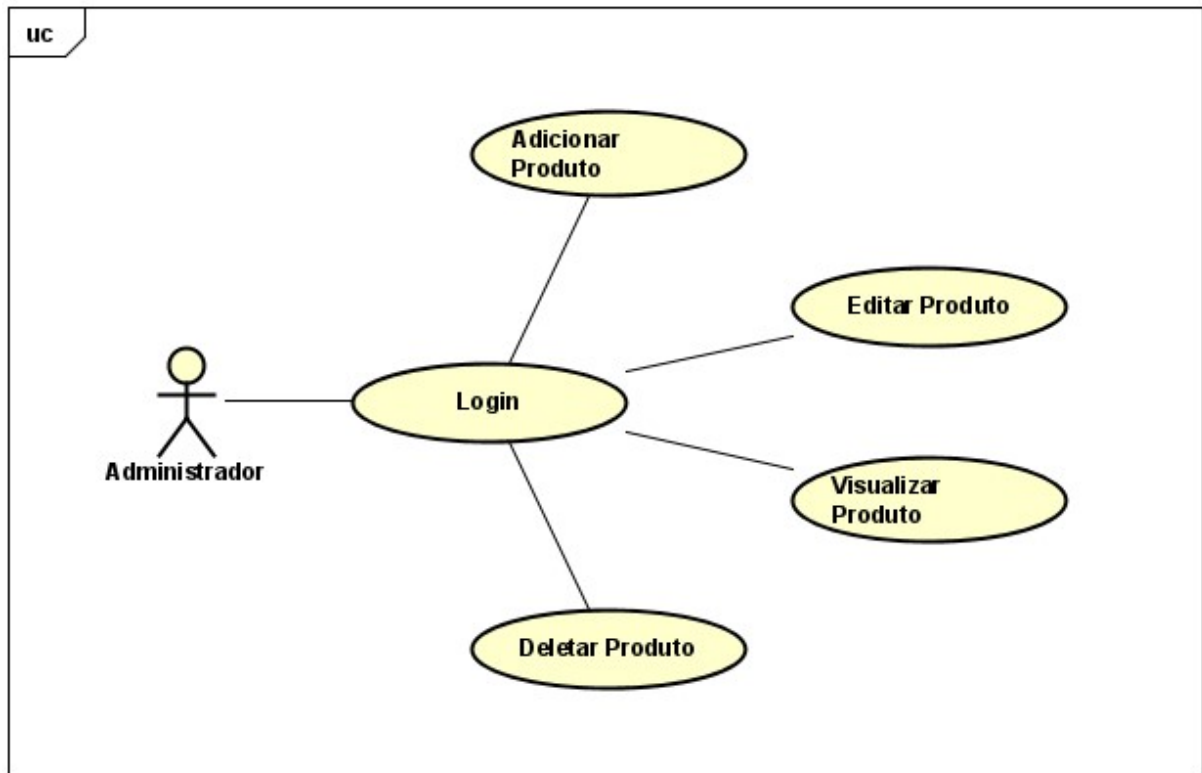 uc
Adicionar
Produto
Editar Produto
Login
Administrador
Visualizar
Produto
Deletar Produto